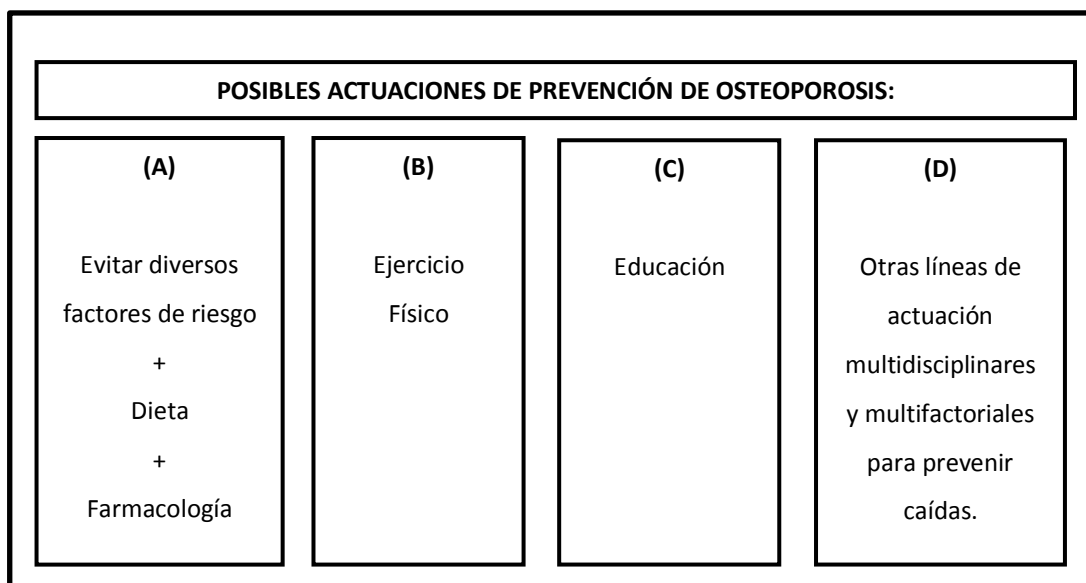 POSIBLES ACTUACIONES DE PREVENCIÓN DE OSTEOPOROSIS:
(A)
Evitar diversos
factores de riesgo
+
Dieta
+
Farmacología
(B)
Ejercicio
Físico
(C)
Educación
(D)
Otras líneas de
actuación
multidisciplinares
y multifactoriales
para prevenir
caídas.